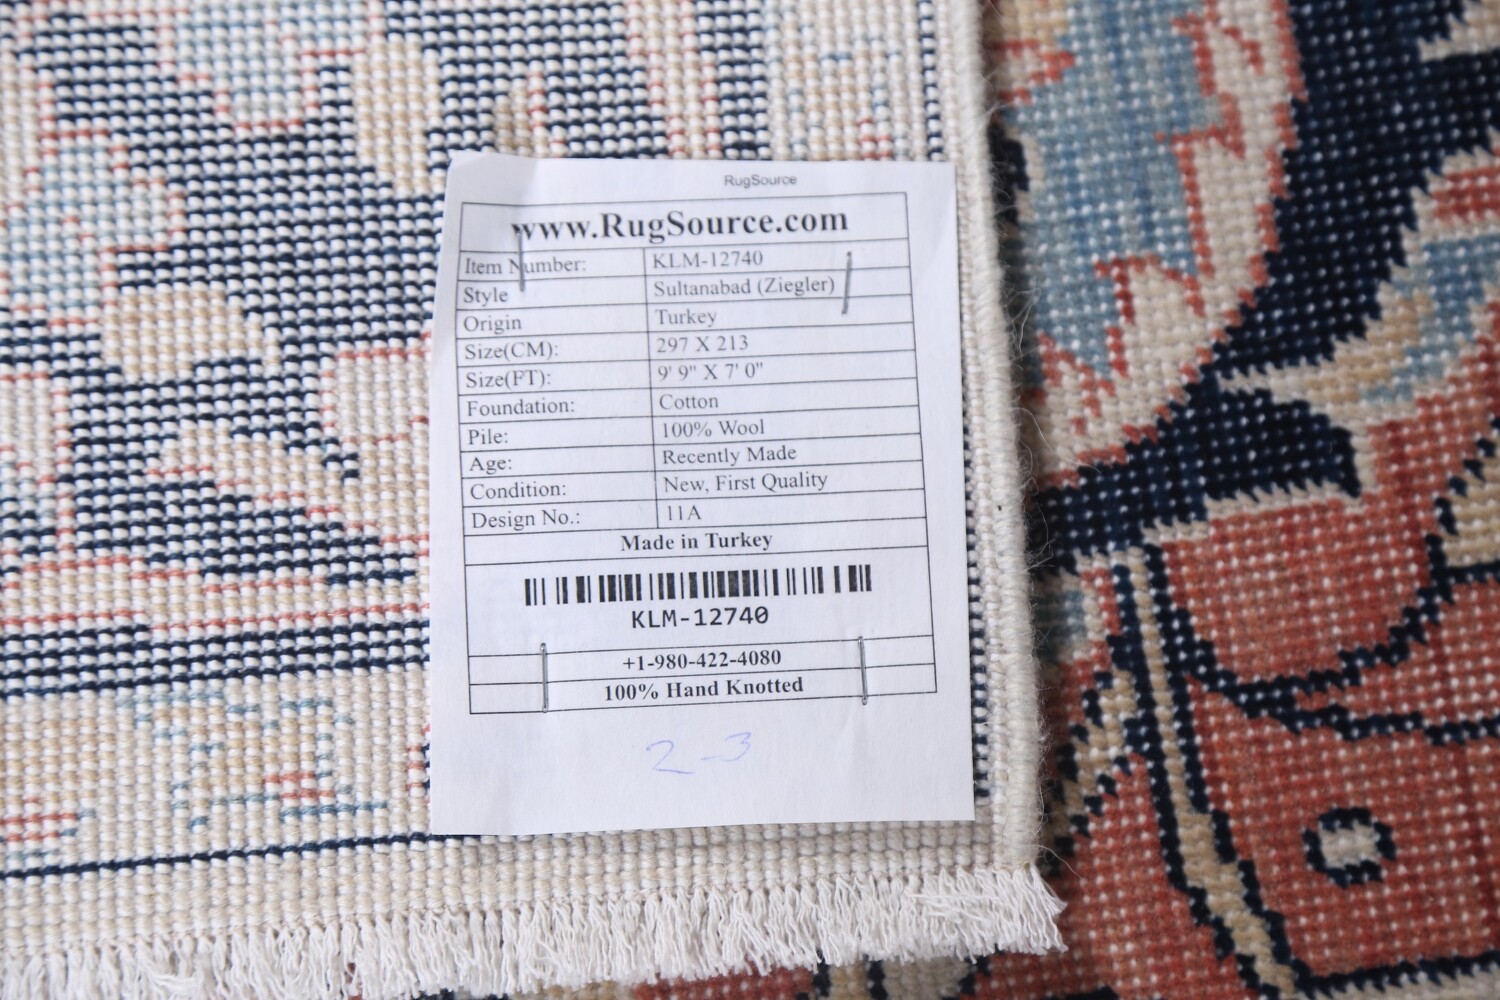 RugSource
www.RugSource.com
Item Number: KLM-12740
Style Sultanabad (Ziegler)
Origin Turkey
Size(CM): 297 X 213
Size(FT): 9' 9" X 7' 0"
Foundation: Cotton
Pile: 100% Wool
Age: Recently Made
Condition: New, First Quality
Design No.: 11A
Made in Turkey
KLM-12740
+1-980-422-4080
100% Hand Knotted
2-3